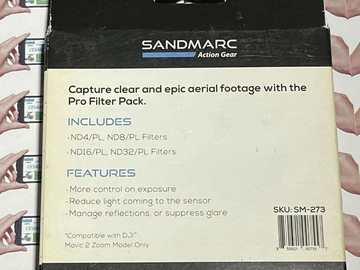 SANDMARC
Action Gear
Capture clear and epic aerial footage with the
Pro Filter Pack.
INCLUDES
• ND4/PL, ND8/PL Filters
• ND16/PL, ND32/PL Filters
FEATURES
• More control on exposure
• Reduce light coming to the sensor
• Manage reflections, or suppress glare
*Compatible with DJI
Mavic 2 Zoom Model Only
SKU: SM-273